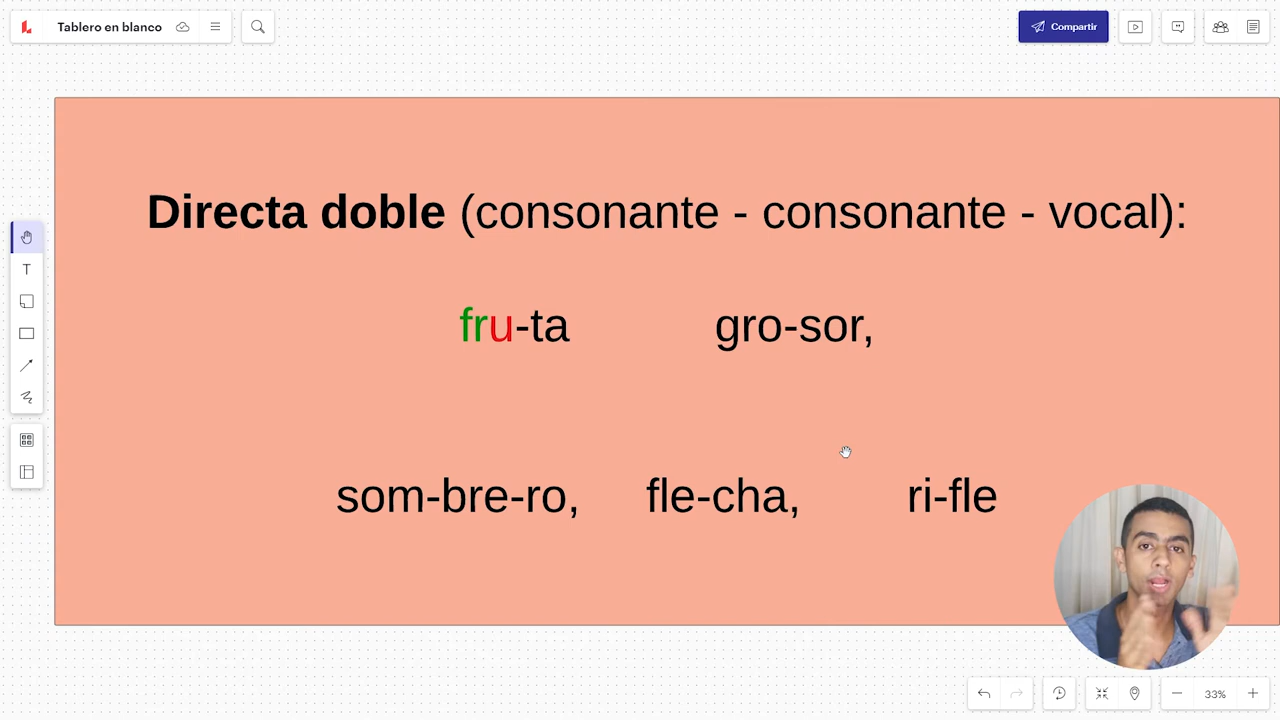 Tablero en blanco
Compartir
Directa doble (consonante - consonante - vocal):
fru-ta gro-sor,
som-bre-ro, fle-cha, ri-fle
T
33%